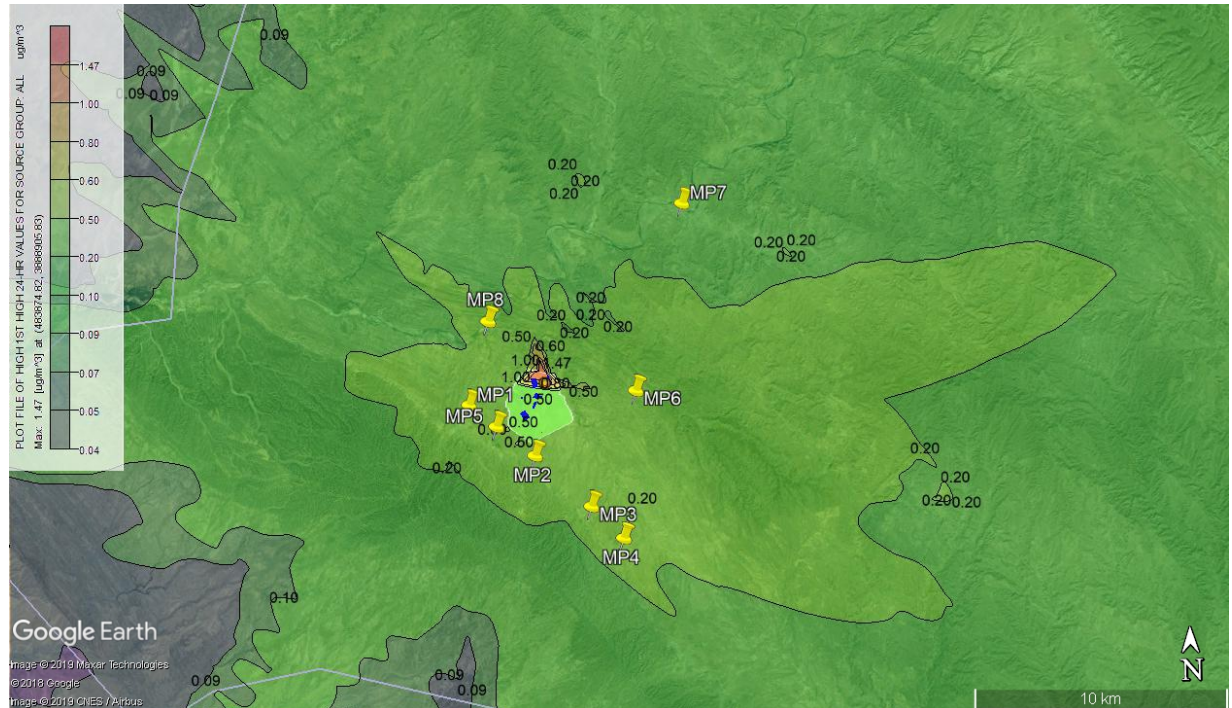 PLOT FILE OF HIGH 1ST HIGH 24-HR VALUES FOR SOURCE GROUP: ALL ug/m^3
Max: 1.47 [ug/m^3] at (483874.82, 3888905.83)
1.47
1.00
0.80
0.60
0.50
0.20
0.10
0.09
0.07
0.05
0.04
0.09
0.09
0.09 0.09
0.20
0.20
0.20
MP7
0.20 0.20
0.20
MP8
0.20
0.20 0.20
0.20 0.20
0.50
0.60
1.00 1.47
1.00 0.80
0.50
MP1 0.50
MP6
MP5
0.50
0.50
MP2
0.20
0.20
0.20
0.20 0.20
0.20
MP3
MP4
0.10
Google Earth
Image © 2019 Maxar Technologies
© 2018 Google
Image © 2019 CNES / Airbus
0.09
0.09
0.09
N
10 km